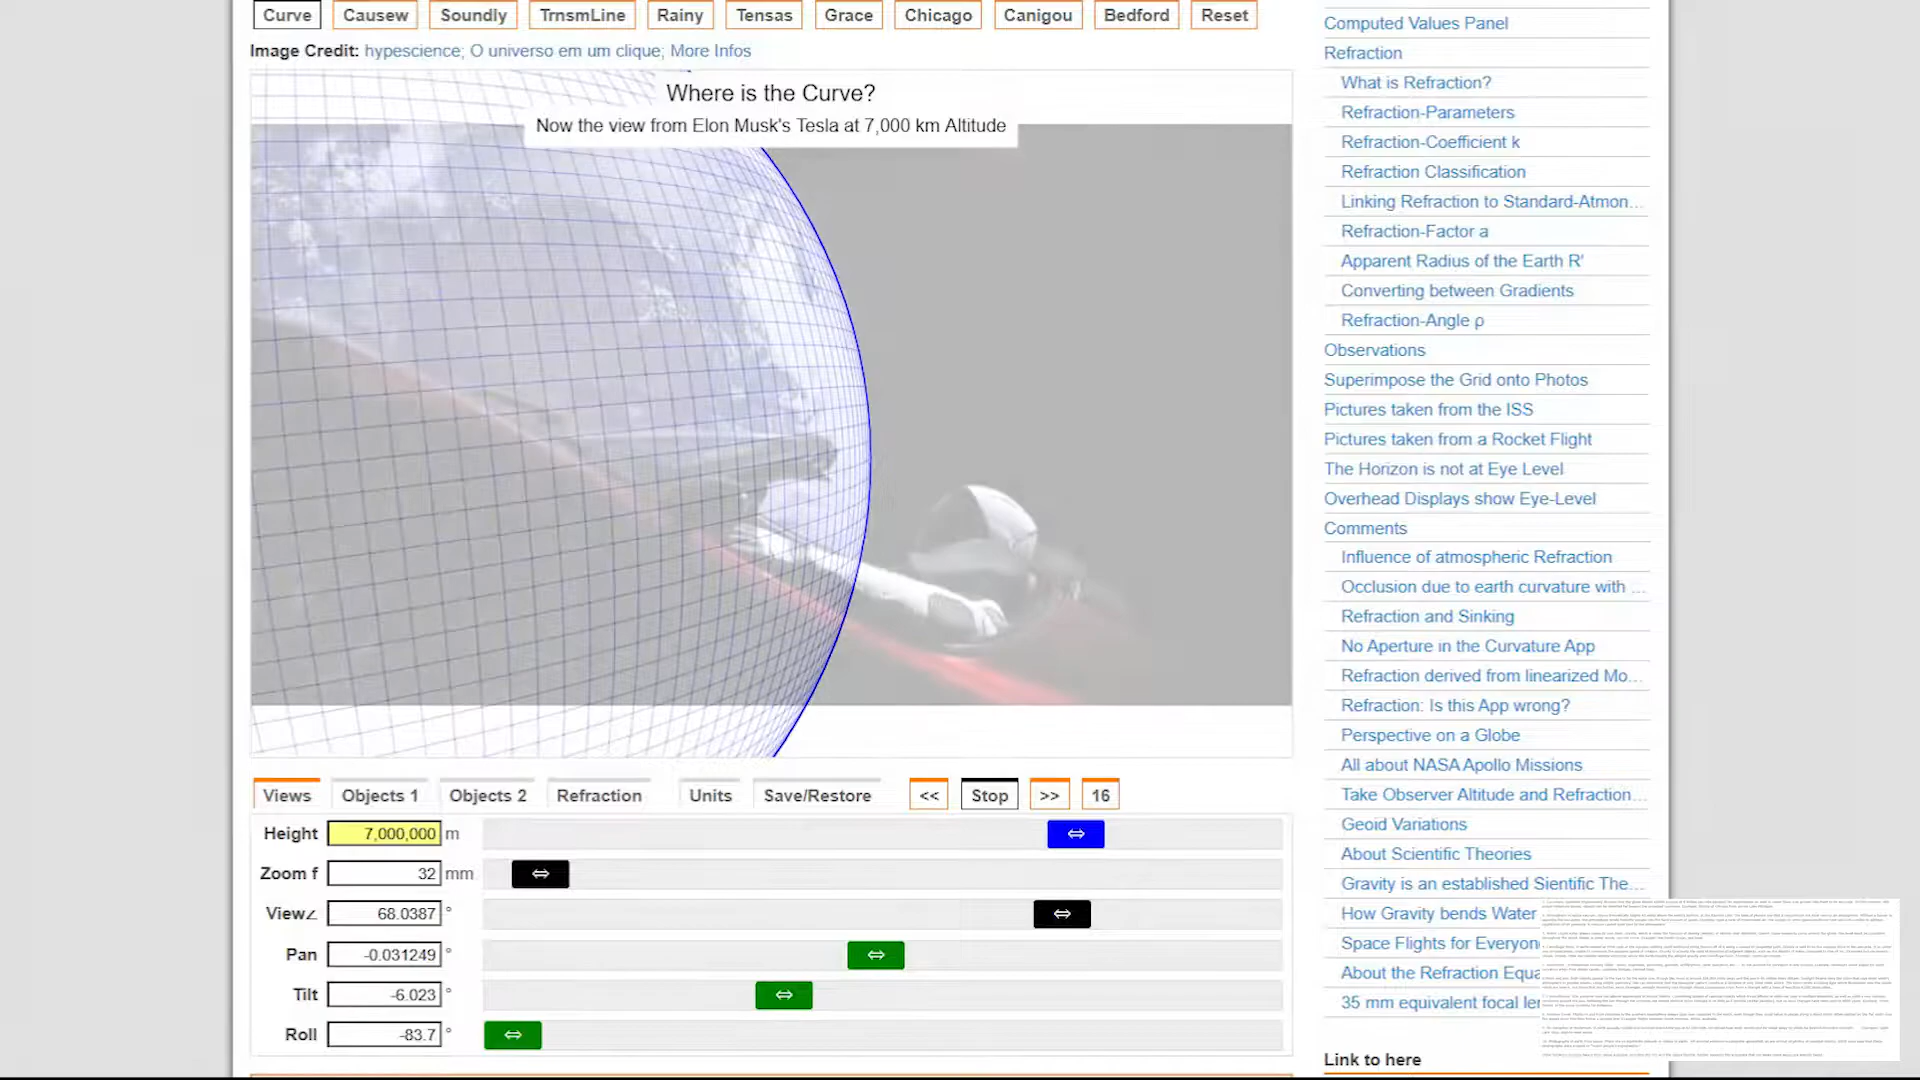 Curve Causew Soundly TrnsmLine Rainy Tensas Grace Chicago Canigou Bedford Reset
Image Credit: hypescience; O universo em um clique; More Infos
Where is the Curve?
Now the view from Elon Musk's Tesla at 7,000 km Altitude
Views Objects 1 Objects 2 Refraction Units Save/Restore << Stop >> 16
Height 7,000,000 m
Zoom f 32 mm
View∠ 68.0387 °
Pan -0.031249 °
Tilt -6.023 °
Roll -83.7 °
Computed Values Panel
Refraction
What is Refraction?
Refraction-Parameters
Refraction-Coefficient k
Refraction Classification
Linking Refraction to Standard-Atmon...
Refraction-Factor a
Apparent Radius of the Earth R'
Converting between Gradients
Refraction-Angle ρ
Observations
Superimpose the Grid onto Photos
Pictures taken from the ISS
Pictures taken from a Rocket Flight
The Horizon is not at Eye Level
Overhead Displays show Eye-Level
Comments
Influence of atmospheric Refraction
Occlusion due to earth curvature with ...
Refraction and Sinking
No Aperture in the Curvature App
Refraction derived from linearized Mo...
Refraction: Is this App wrong?
Perspective on a Globe
All about NASA Apollo Missions
Take Observer Altitude and Refraction...
Geoid Variations
About Scientific Theories
Gravity is an established Sientific The...
How Gravity bends Water
Space Flights for Everyon
About the Refraction Equa
35 mm equivalent focal ler
Link to here